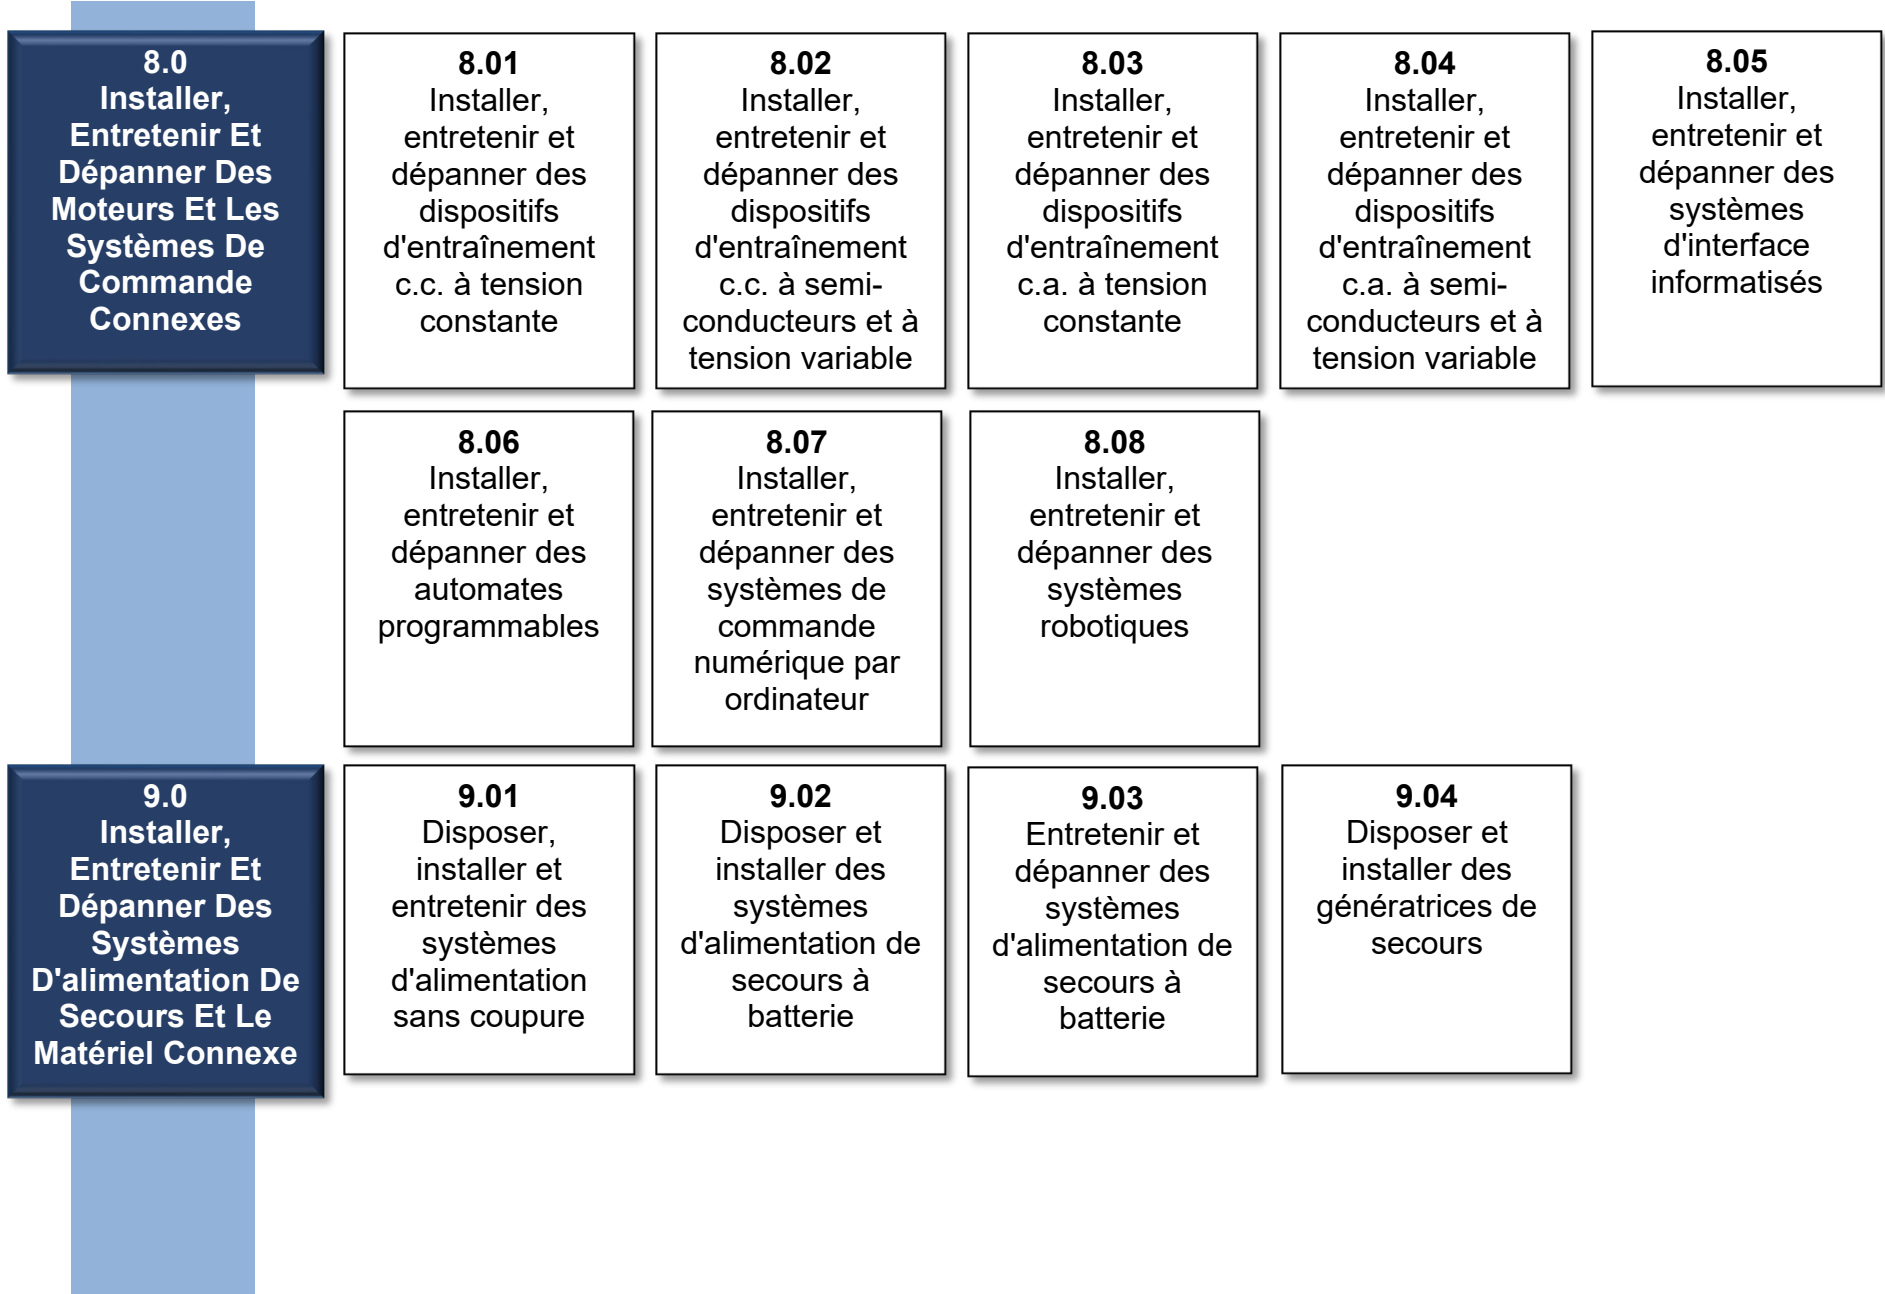 8.0
Installer,
Entretenir Et
Dépanner Des
Moteurs Et Les
Systèmes De
Commande
Connexes
8.01
Installer,
entretenir et
dépanner des
dispositifs
d'entraînement
c.c. à tension
constante
8.02
Installer,
entretenir et
dépanner des
dispositifs
d'entraînement
c.c. à semi-
conducteurs et à
tension variable
8.03
Installer,
entretenir et
dépanner des
dispositifs
d'entraînement
c.a. à tension
constante
8.04
Installer,
entretenir et
dépanner des
dispositifs
d'entraînement
c.a. à semi-
conducteurs et à
tension variable
8.05
Installer,
entretenir et
dépanner des
systèmes
d'interface
informatisés
8.06
Installer,
entretenir et
dépanner des
automates
programmables
8.07
Installer,
entretenir et
dépanner des
systèmes de
commande
numérique par
ordinateur
8.08
Installer,
entretenir et
dépanner des
systèmes
robotiques
9.0
Installer,
Entretenir Et
Dépanner Des
Systèmes
D'alimentation De
Secours Et Le
Matériel Connexe
9.01
Disposer,
installer et
entretenir des
systèmes
d'alimentation
sans coupure
9.02
Disposer et
installer des
systèmes
d'alimentation de
secours à
batterie
9.03
Entretenir et
dépanner des
systèmes
d'alimentation de
secours à
batterie
9.04
Disposer et
installer des
génératrices de
secours